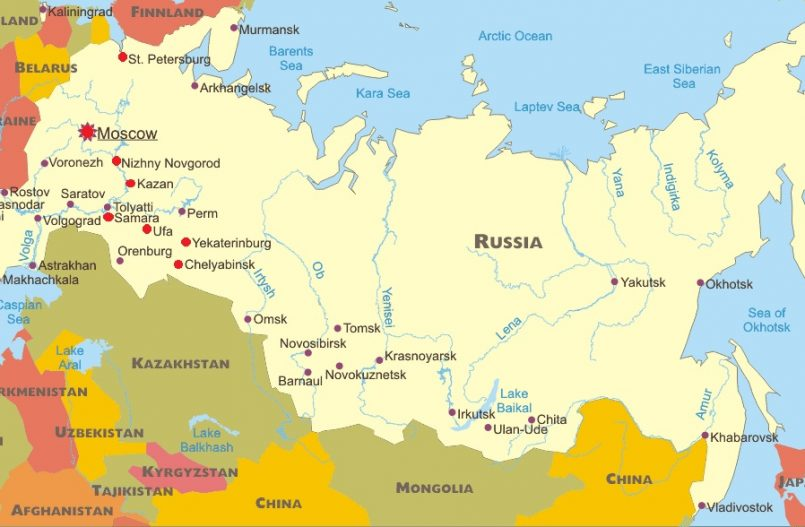 Kaliningrad
FINLAND
LAND
Murmansk
Arctic Ocean
Barents
Sea
St. Petersburg
BELARUS
East Siberian
Sea
Arkhangelsk
Kara Sea
Laptev Sea
RAINE
Moscow
Voronezh
Nizhny Novgorod
Kazan
Yana
Indigirka
Kolyma
Rostov
asnodar
Saratov
Tolyatti
Perm
Volgograd
Samara
Ufa
Volga
Yekaterinburg
RUSSIA
Orenburg
Chelyabinsk
Astrakhan
Makhachkala
Irtysh
Ob
Yenisei
Yakutsk
Okhotsk
Caspian
Sea
Sea of
Okhotsk
Omsk
Tomsk
Lena
Novosibirsk
Krasnoyarsk
Lake
Aral
KAZAKHSTAN
Barnaul
Novokuznetsk
RKMENISTAN
Lake
Baikal
Irkutsk
Chita
Ulan-Ude
Amur
UZBEKISTAN
Lake
Balkhash
Khabarovsk
KYRGYZSTAN
TAJIKISTAN
AFGHANISTAN
CHINA
MONGOLIA
CHINA
JAP
Vladivostok